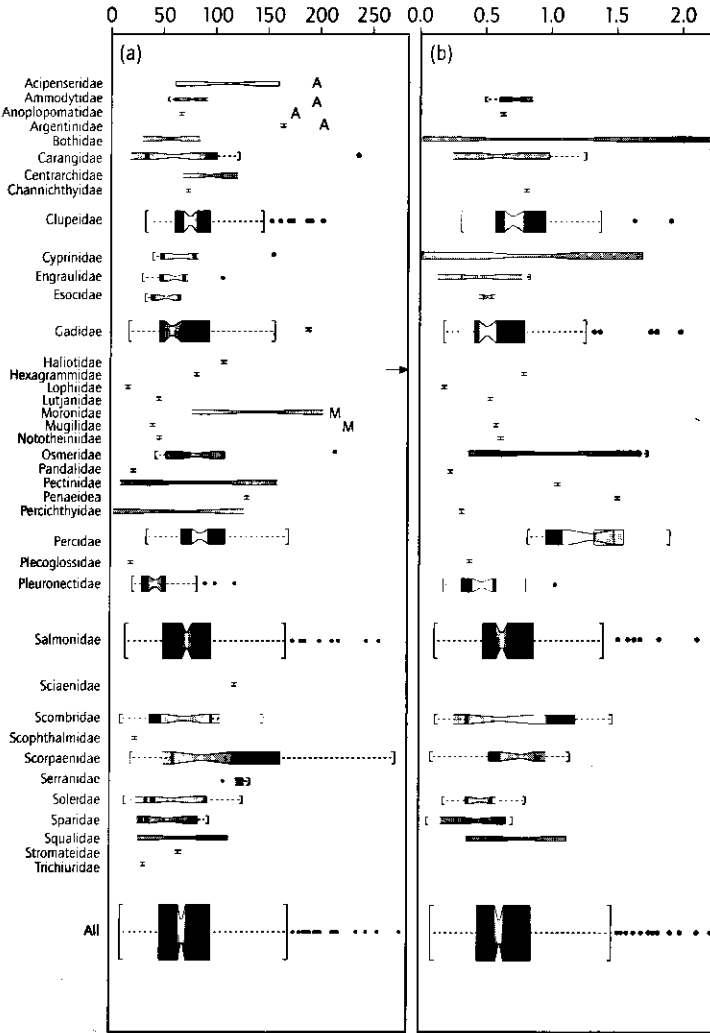 0 50 100 150 200 250 0.0 0.5 1.0 1.5 2.0
(a) (b)
Acipenseridae A
Ammodytidae A
Anoplopomatidae A
Argentinidae A
Bothidae
Carangidae
Centrarchidae
Channichthyidae
Clupeidae
Cyprinidae
Engraulidae
Esocidae
Gadidae
Haliotidae
Hexagrammidae
Lophiidae
Lutjanidae
Moronidae M
Mugilidae M
Nototheiniidae
Osmeridae
Pandalidae
Pectinidae
Penaeidea
Percichthyidae
Percidae
Plecoglossidae
Pleuronectidae
Salmonidae
Sciaenidae
Scombridae
Scophthalmidae
Scorpaenidae
Serranidae
Soleidae
Sparidae
Squalidae
Stromateidae
Trichiuridae
All